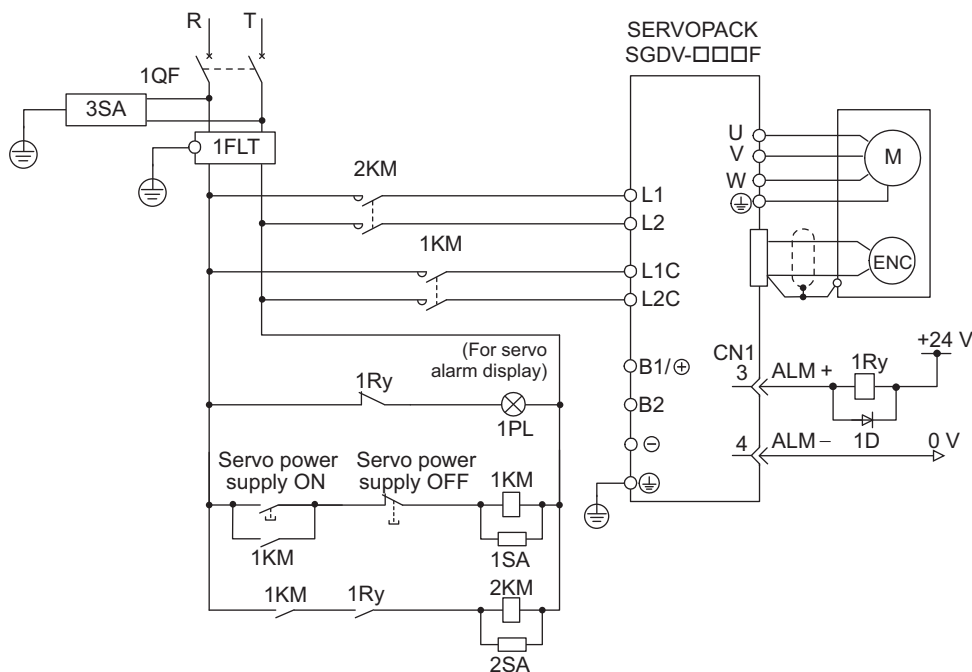 R T
SERVOPACK
SGDV-□□□F
1QF
3SA
1FLT
2KM
L1
L2
1KM
L1C
L2C
U
V
W
M
ENC
(For servo
alarm display)
1Ry
1PL
B1/⊕
B2
⊖
CN1
3 ALM +
1Ry
+24 V
1D
4 ALM −
0 V
Servo power
supply ON
Servo power
supply OFF
1KM
1KM
1SA
1KM
1Ry
2KM
2SA